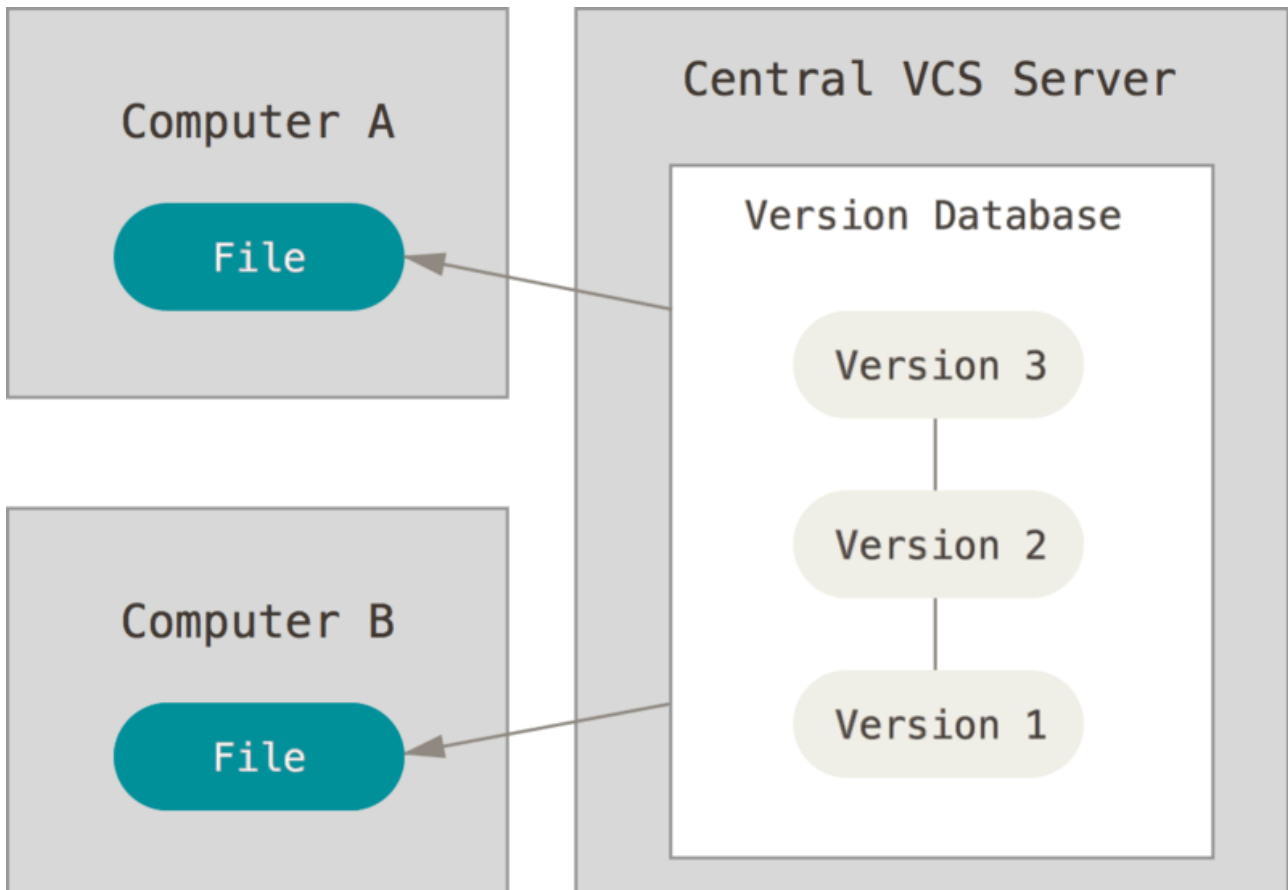 Computer A
File
Computer B
File
Central VCS Server
Version Database
Version 3
Version 2
Version 1